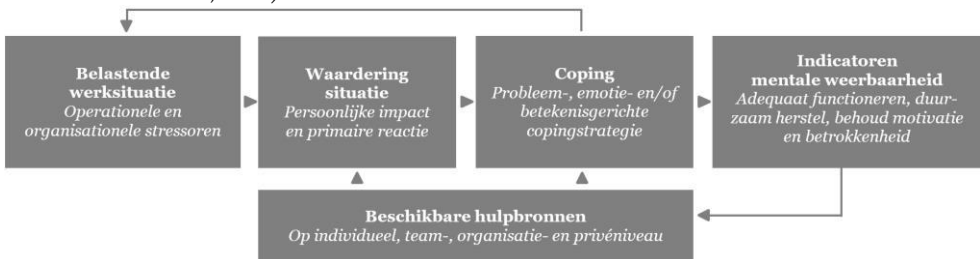 Belastende
werksituatie
Operationele en
organisationele stressoren
Waardering
situatie
Persoonlijke impact
en primaire reactie
Coping
Probleem-, emotie- en/of
betekenisgerichte
copingstrategie
Indicatoren
mentale weerbaarheid
Adequaat functioneren, duur-
zaam herstel, behoud motivatie
en betrokkenheid
Beschikbare hulpbronnen
Op individueel, team-, organisatie- en privéniveau